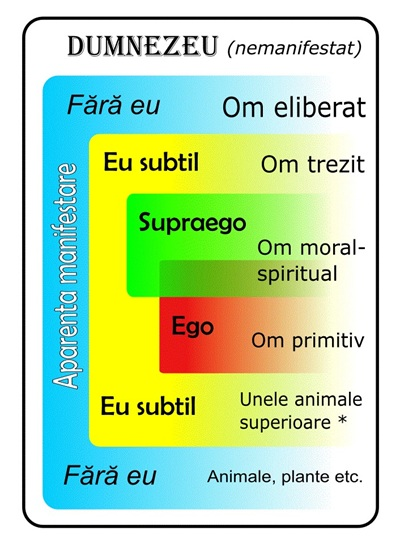 DUMNEZEU (nemanifestat)
Fără eu Om eliberat
Eu subtil Om trezit
Supraego
Om moral-
spiritual
Ego
Om primitiv
Aparenta manifestare
Eu subtil
Unele animale
superioare *
Fără eu
Animale, plante etc.